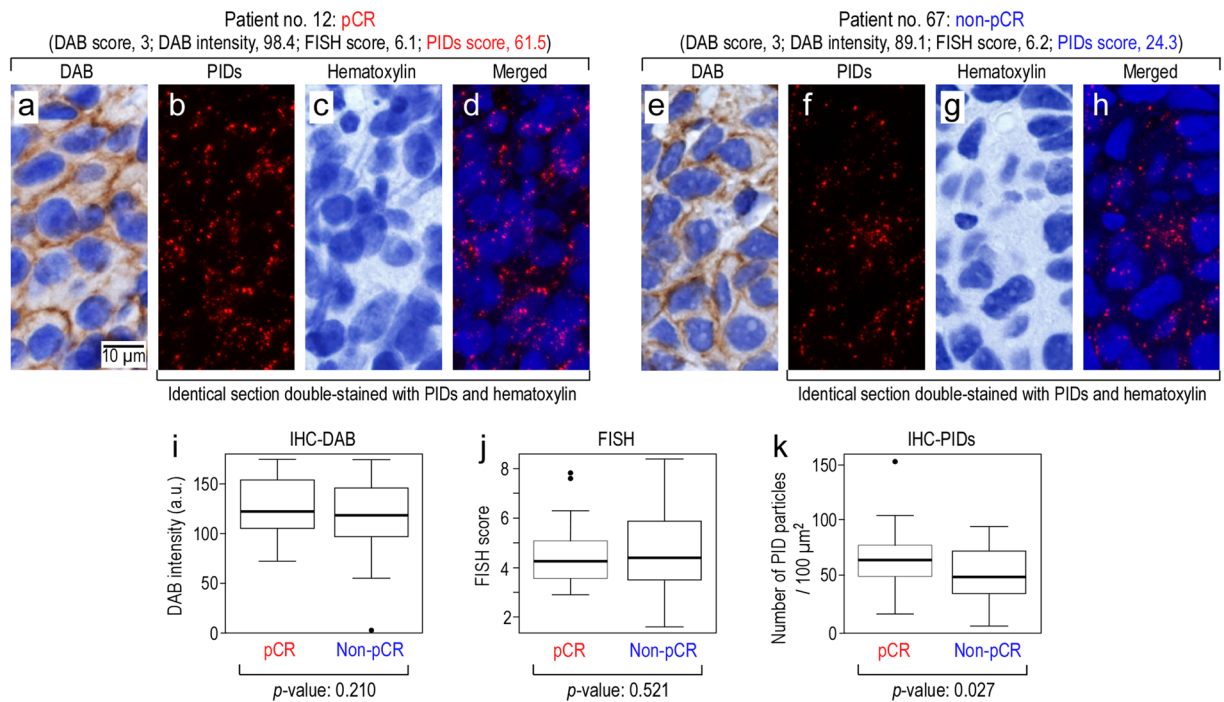 Patient no. 12: pCR
(DAB score, 3; DAB intensity, 98.4; FISH score, 6.1; PIDs score, 61.5)
DAB PIDs Hematoxylin Merged
a b c d
10 µm
Identical section double-stained with PIDs and hematoxylin
Patient no. 67: non-pCR
(DAB score, 3; DAB intensity, 89.1; FISH score, 6.2; PIDs score, 24.3)
DAB PIDs Hematoxylin Merged
e f g h
Identical section double-stained with PIDs and hematoxylin
i IHC-DAB
DAB intensity (a.u.)
150
100
50
0
pCR Non-pCR
p-value: 0.210
j FISH
FISH score
8
6
4
2
pCR Non-pCR
p-value: 0.521
k IHC-PIDs
Number of PID particles
/ 100 µm²
150
100
50
0
pCR Non-pCR
p-value: 0.027